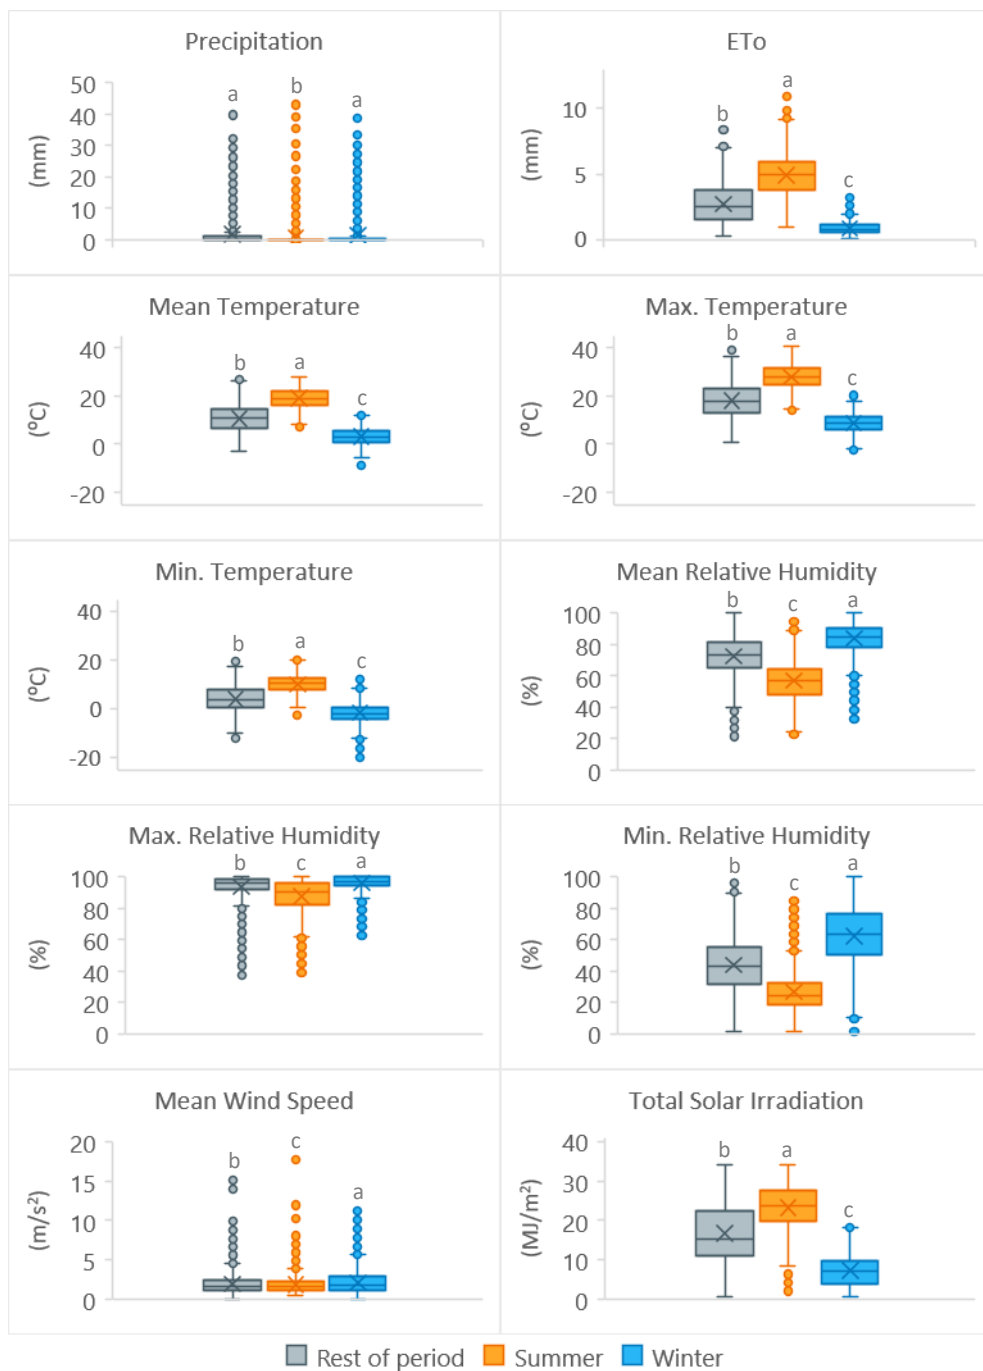 Precipitation
50
40
30
20
10
0
(mm)
a
b
a
ETo
10
5
0
(mm)
b
a
c
Mean Temperature
40
20
0
-20
(ºC)
b
a
c
Max. Temperature
40
20
0
-20
(ºC)
b
a
c
Min. Temperature
40
20
0
-20
(ºC)
b
a
c
Mean Relative Humidity
100
80
60
40
20
0
(%)
b
c
a
Max. Relative Humidity
100
80
60
40
20
0
(%)
b
c
a
Min. Relative Humidity
100
80
60
40
20
0
(%)
b
c
a
Mean Wind Speed
20
15
10
5
0
(m/s²)
b
c
a
Total Solar Irradiation
40
30
20
10
0
(MJ/m²)
b
a
c
Rest of period Summer Winter